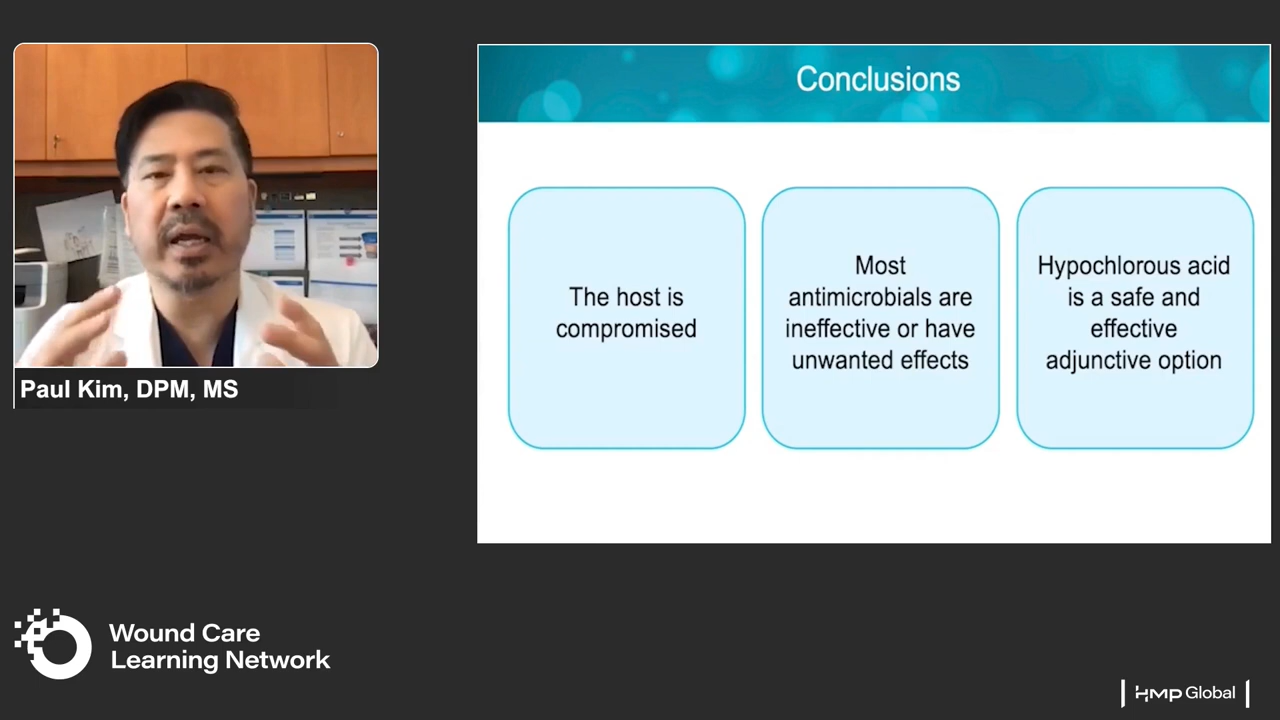 Conclusions
The host is
compromised
Most
antimicrobials are
ineffective or have
unwanted effects
Hypochlorous acid
is a safe and
effective
adjunctive option
Paul Kim, DPM, MS
Wound Care
Learning Network
HMP Global